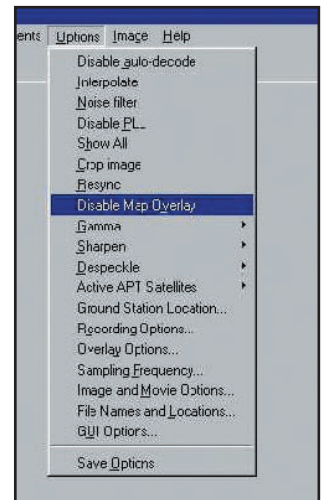 ents Options Image Help
Disable auto-decode
Interpolate
Noise filter
Disable PLL
Show All
Crop image
Resync
Disable Map Overlay
Gamma
Sharpen
Despeckle
Active APT Satellites
Ground Station Location...
Recording Options...
Overlay Options...
Sampling Frequency...
Image and Movie Options...
File Names and Locations...
GUI Options...
Save Options